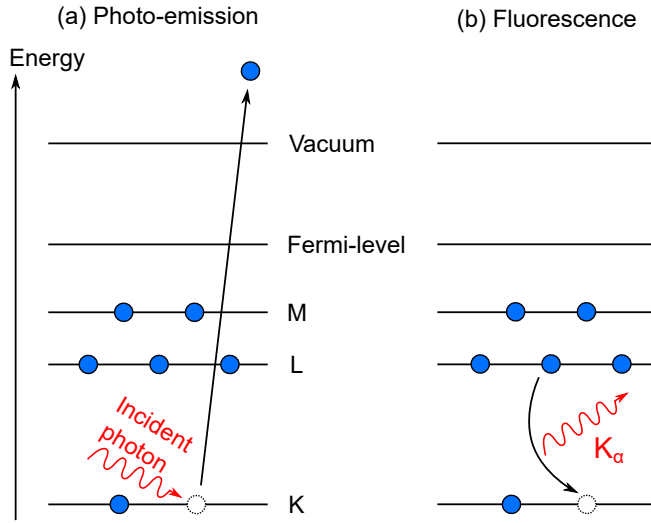 (a) Photo-emission
(b) Fluorescence
Energy
Vacuum
Fermi-level
M
L
Incident
photon
K
Kα